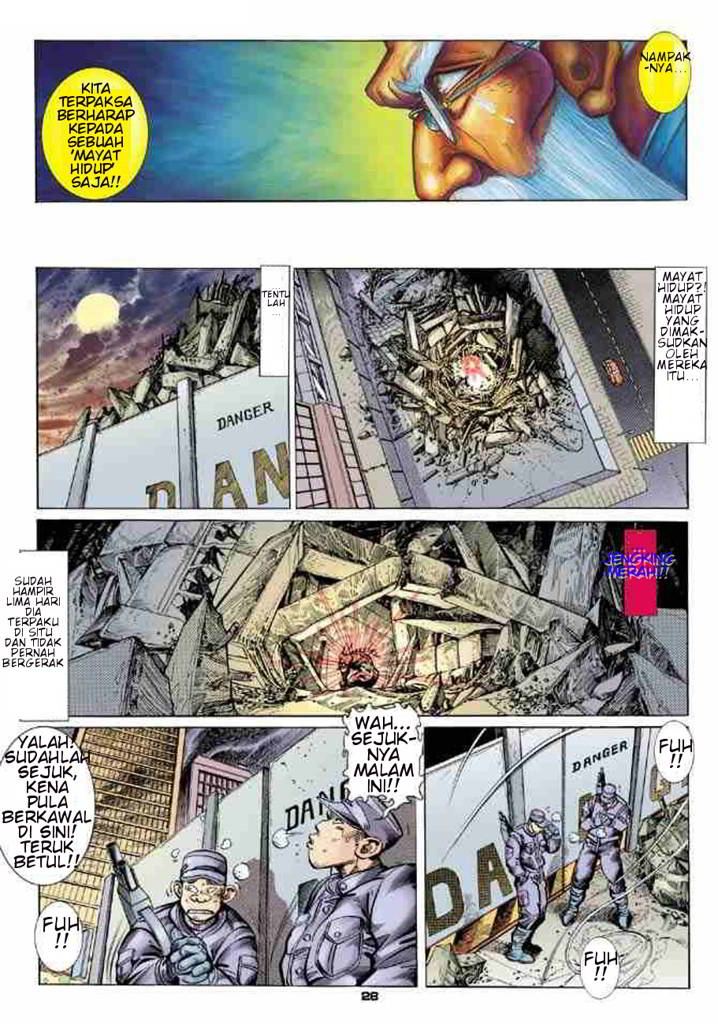 NAMPAK
-NYA...
KITA
TERPAKSA
BERHARAP
KEPADA
SEBUAH
'MAYAT
HIDUP'
SAJA!!
TENTU
LAH
...
DANGER
DAN
MAYAT
HIDUP?!
MAYAT
HIDUP
YANG
DIMAK-
SUDKAN
OLEH
MEREKA
ITU...
JENGKING
MERAH!!
SUDAH
HAMPIR
LIMA HARI
DIA
TERPAKU
DI SITU
DAN TIDAK
PERNAH
BERGERAK
WAH...
SEJUK-
NYA
MALAM
INI!!
YALAH!
SUDAHLAH
SEJUK,
KENA
PULA
BERKAWAL
DI SINI!
TERUK
BETUL!!
DANG
FUH
!!
FUH
!!
DANGER
DA
FUH
!!
28